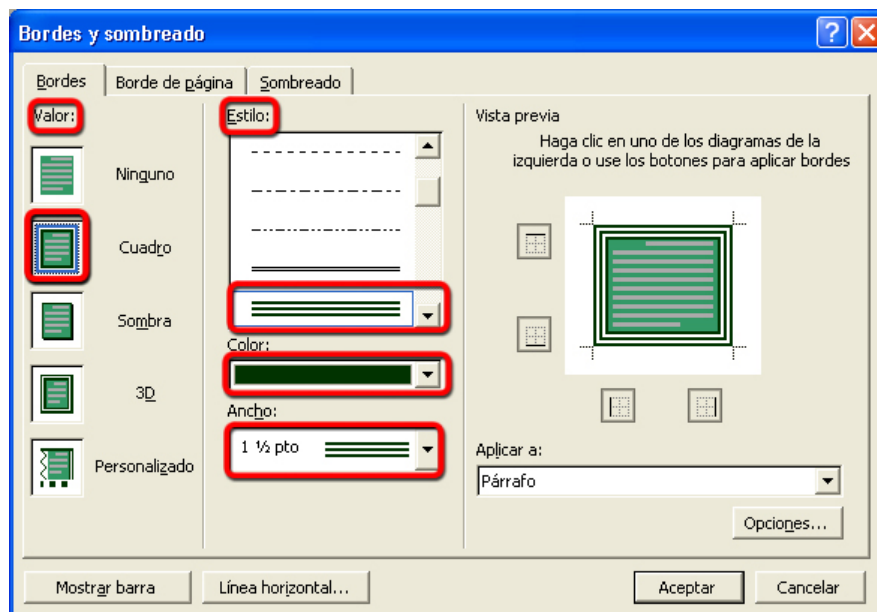 Bordes y sombreado
Bordes
Borde de página
Sombreado
Valor:
Ninguno
Cuadro
Sombra
3D
Personalizado
Estilo:
Color:
Ancho:
1 ½ pto
Vista previa
Haga clic en uno de los diagramas de la
izquierda o use los botones para aplicar bordes
Aplicar a:
Párrafo
Opciones...
Mostrar barra
Línea horizontal...
Aceptar
Cancelar